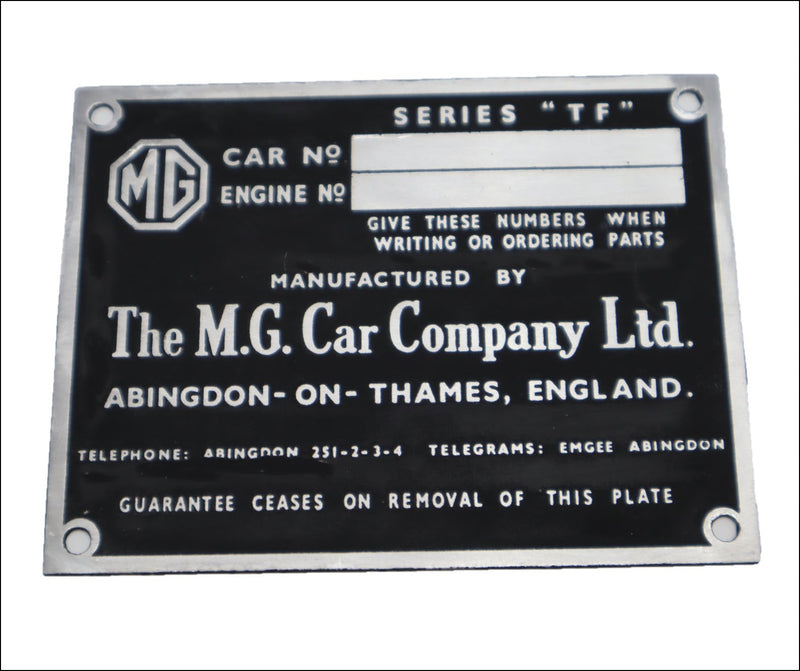 SERIES "TF"
MG
CAR Nº
ENGINE Nº
GIVE THESE NUMBERS WHEN
WRITING OR ORDERING PARTS
MANUFACTURED BY
The M.G. Car Company Ltd.
ABINGDON-ON-THAMES, ENGLAND.
TELEPHONE: ABINGDON 251-2-3-4 TELEGRAMS: EMGEE ABINGDON
GUARANTEE CEASES ON REMOVAL OF THIS PLATE